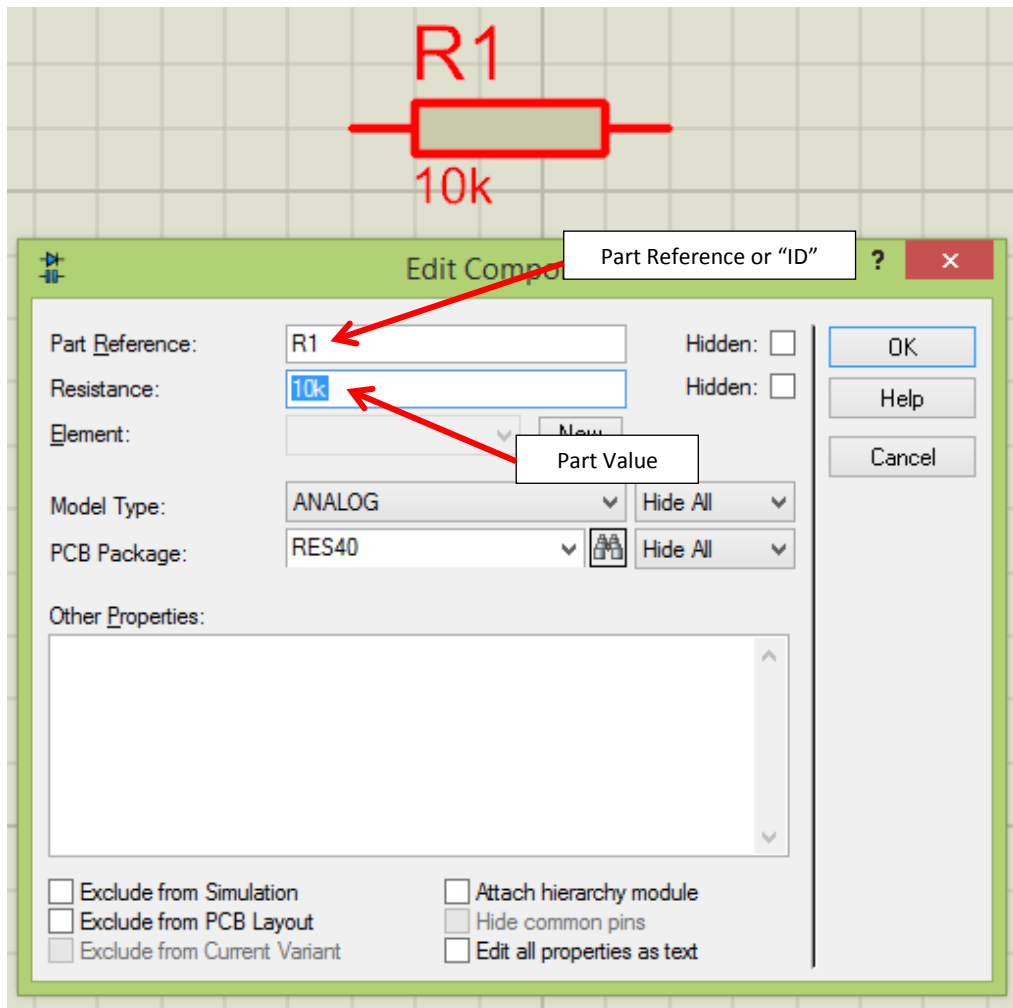 R1
10k
Edit Compo
Part Reference or “ID”
?
Part Reference:
R1
Hidden:
OK
Resistance:
10k
Hidden:
Help
Element:
New
Part Value
Cancel
Model Type:
ANALOG
Hide All
PCB Package:
RES40
Hide All
Other Properties:
Exclude from Simulation
Attach hierarchy module
Exclude from PCB Layout
Hide common pins
Exclude from Current Variant
Edit all properties as text